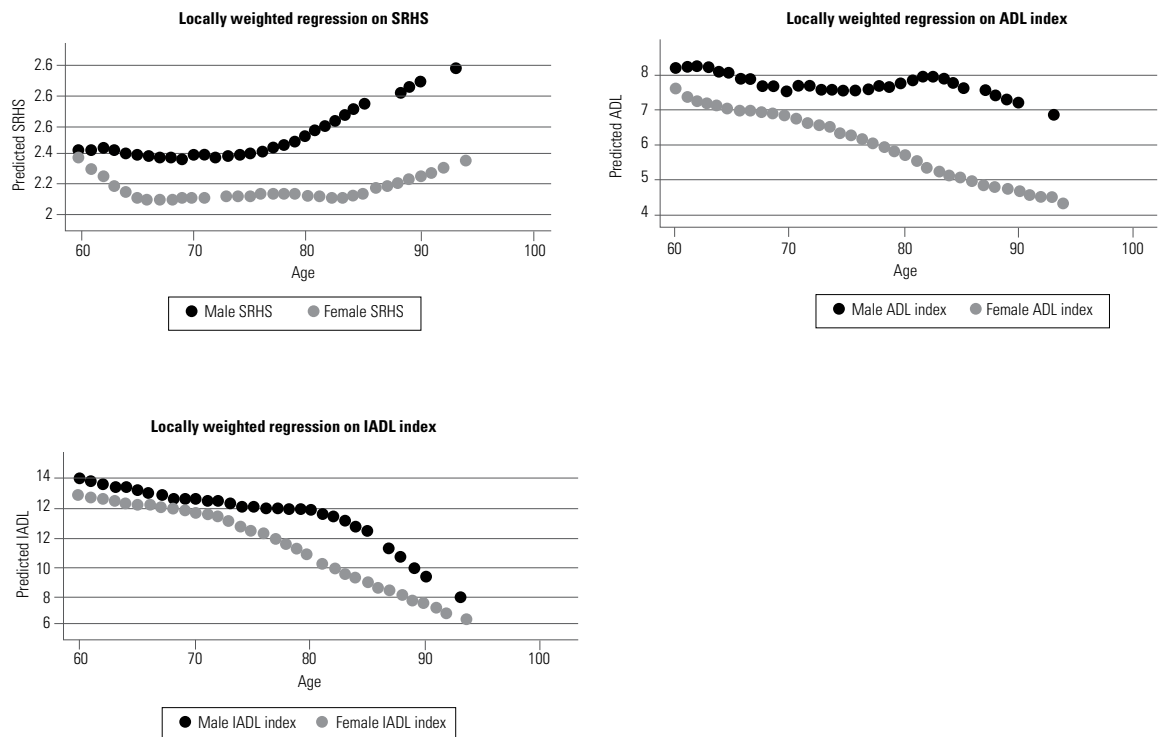 Locally weighted regression on SRHS
Predicted SRHS
2.6
2.6
2.6
2.4
2.2
2
60 70 80 90 100
Age
Male SRHS Female SRHS
Locally weighted regression on ADL index
Predicted ADL
8
7
6
5
4
60 70 80 90 100
Age
Male ADL index Female ADL index
Locally weighted regression on IADL index
Predicted IADL
14
12
12
10
8
6
60 70 80 90 100
Age
Male IADL index Female IADL index